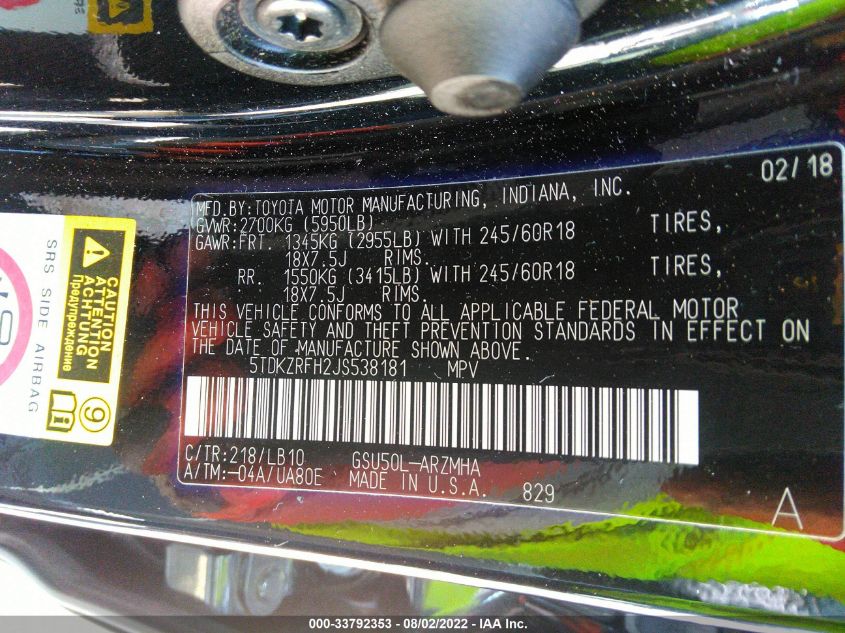 02/18
MFD.BY:TOYOTA MOTOR MANUFACTURING, INDIANA, INC.
GVWR:2700KG (5950LB)
GAWR:FRT. 1345KG (2955LB) WITH 245/60R18 TIRES,
18X7.5J RIMS.
RR. 1550KG (3415LB) WITH 245/60R18 TIRES,
18X7.5J RIMS.
THIS VEHICLE CONFORMS TO ALL APPLICABLE FEDERAL MOTOR
VEHICLE SAFETY AND THEFT PREVENTION STANDARDS IN EFFECT ON
THE DATE OF MANUFACTURE SHOWN ABOVE.
5TDKZRFH2JS538181 MPV
C/TR:218/LB10 GSU50L-ARZMHA
A/TM:-04A/UA80E MADE IN U.S.A. 829
A
CAUTION
ATTENTION
ACHTUNG
Предупреждение
9
SRS SIDE AIRBAG
000-33792353 - 08/02/2022 - IAA Inc.